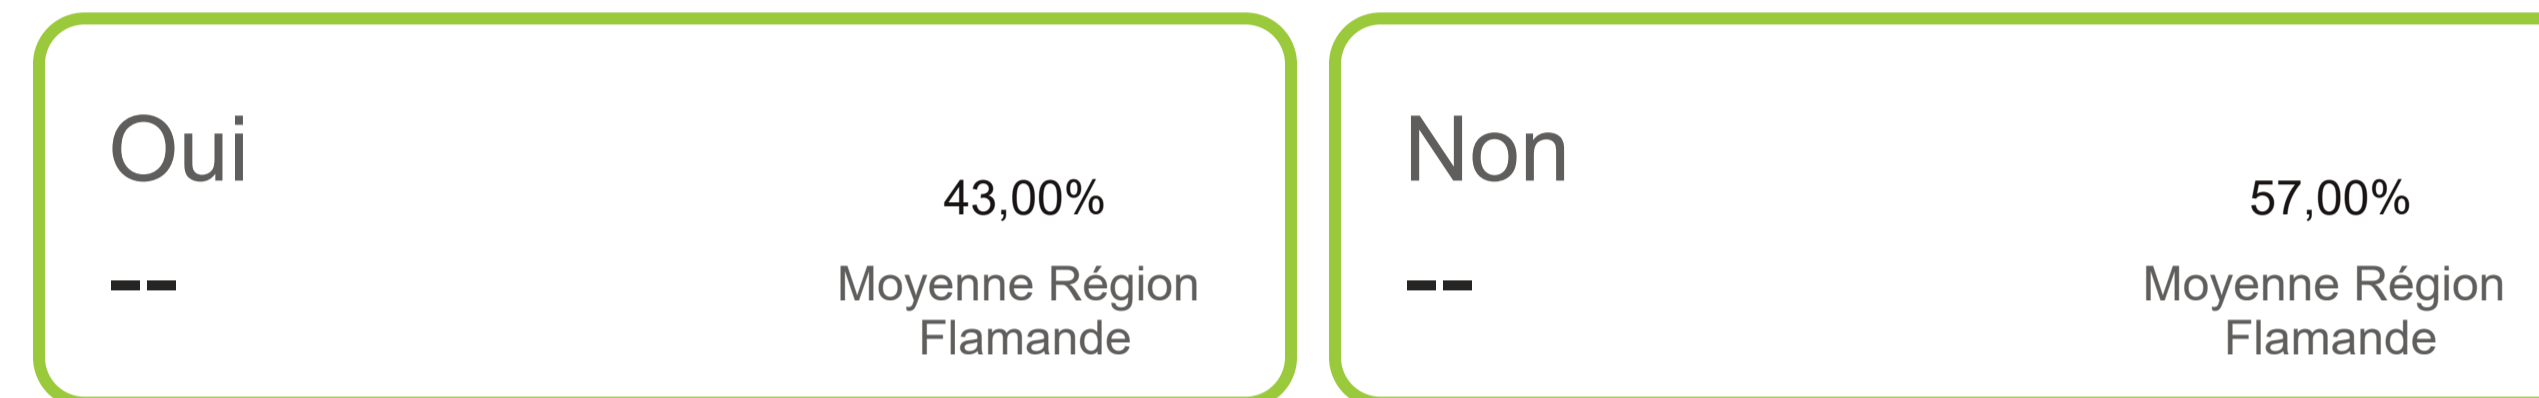 Oui
43,00%
--
Moyenne Région
Flamande
Non
57,00%
--
Moyenne Région
Flamande